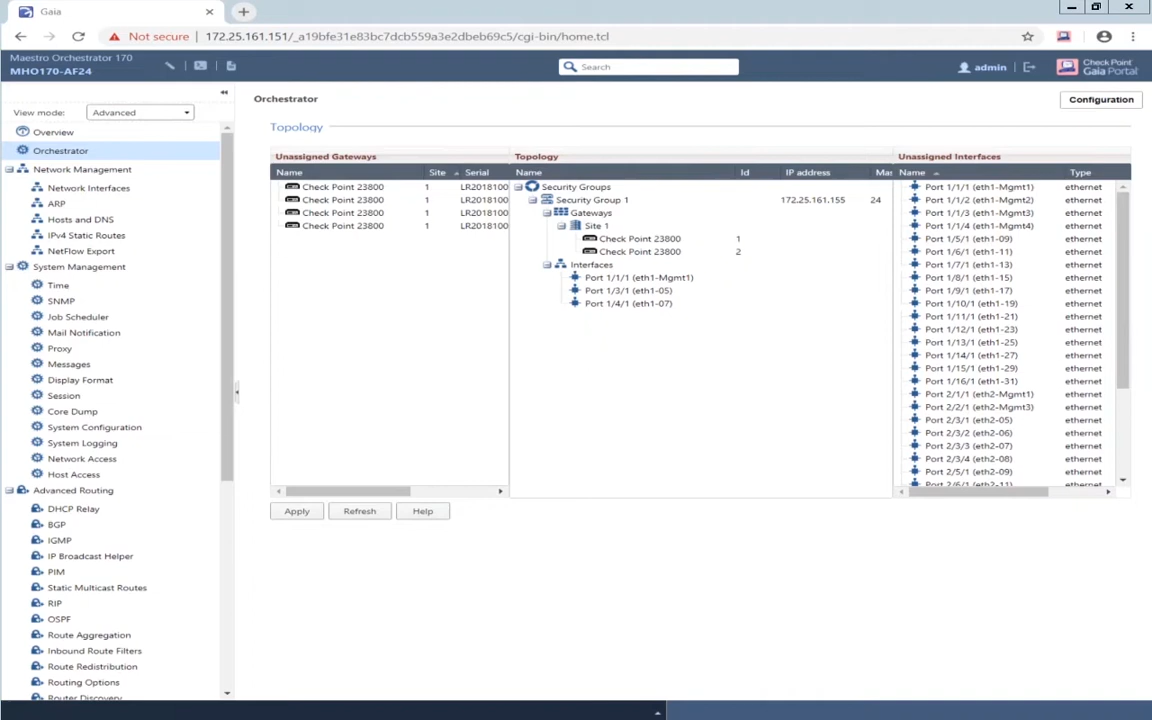 Gaia
Not secure
172.25.161.151/_a19bfe31e83bc7dcb559a3e2dbeb69c5/cgi-bin/home.tcl
Maestro Orchestrator 170
MHO170-AF24
Search
admin
Check Point
Gaia Portal
View mode:
Advanced
Overview
Orchestrator
Network Management
Network Interfaces
ARP
Hosts and DNS
IPv4 Static Routes
NetFlow Export
System Management
Time
SNMP
Job Scheduler
Mail Notification
Proxy
Messages
Display Format
Session
Core Dump
System Configuration
System Logging
Network Access
Host Access
Advanced Routing
DHCP Relay
BGP
IGMP
IP Broadcast Helper
PIM
Static Multicast Routes
RIP
OSPF
Route Aggregation
Inbound Route Filters
Route Redistribution
Routing Options
Router Discovery
Orchestrator
Configuration
Topology
Unassigned Gateways
Name Site Serial
Check Point 23800 1 LR2018100
Check Point 23800 1 LR2018100
Check Point 23800 1 LR2018100
Check Point 23800 1 LR2018100
Topology
Name Id IP address Mas
Security Groups
Security Group 1 172.25.161.155 24
Gateways
Site 1
Check Point 23800 1
Check Point 23800 2
Interfaces
Port 1/1/1 (eth1-Mgmt1)
Port 1/3/1 (eth1-05)
Port 1/4/1 (eth1-07)
Unassigned Interfaces
Name Type
Port 1/1/1 (eth1-Mgmt1) ethernet
Port 1/1/2 (eth1-Mgmt2) ethernet
Port 1/1/3 (eth1-Mgmt3) ethernet
Port 1/1/4 (eth1-Mgmt4) ethernet
Port 1/5/1 (eth1-09) ethernet
Port 1/6/1 (eth1-11) ethernet
Port 1/7/1 (eth1-13) ethernet
Port 1/8/1 (eth1-15) ethernet
Port 1/9/1 (eth1-17) ethernet
Port 1/10/1 (eth1-19) ethernet
Port 1/11/1 (eth1-21) ethernet
Port 1/12/1 (eth1-23) ethernet
Port 1/13/1 (eth1-25) ethernet
Port 1/14/1 (eth1-27) ethernet
Port 1/15/1 (eth1-29) ethernet
Port 1/16/1 (eth1-31) ethernet
Port 2/1/1 (eth2-Mgmt1) ethernet
Port 2/2/1 (eth2-Mgmt3) ethernet
Port 2/3/1 (eth2-05) ethernet
Port 2/3/2 (eth2-06) ethernet
Port 2/3/3 (eth2-07) ethernet
Port 2/3/4 (eth2-08) ethernet
Port 2/5/1 (eth2-09) ethernet
Port 2/6/1 (eth2-11) ethernet
Apply
Refresh
Help